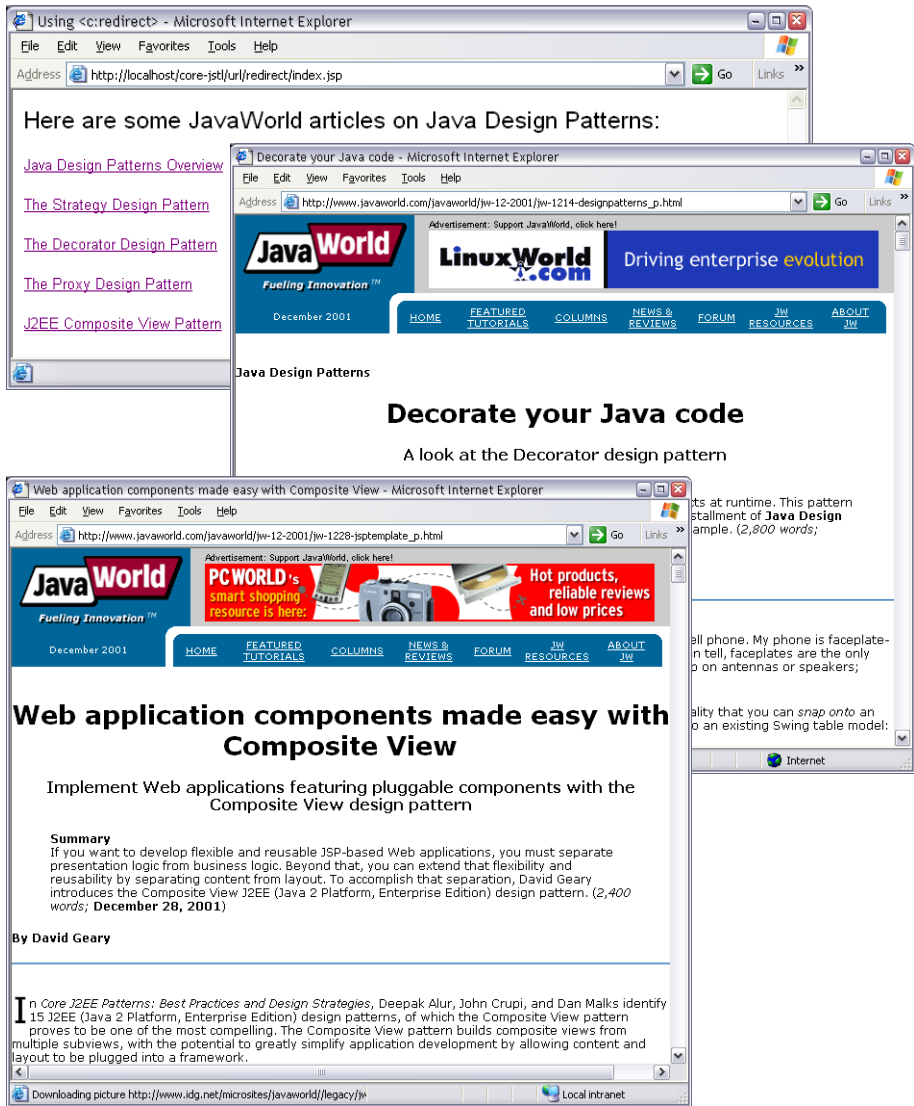 Using <c:redirect> - Microsoft Internet Explorer
File Edit View Favorites Tools Help
Address http://localhost/core-jstl/url/redirect/index.jsp Go Links »
Here are some JavaWorld articles on Java Design Patterns:
Java Design Patterns Overview
The Strategy Design Pattern
The Decorator Design Pattern
The Proxy Design Pattern
J2EE Composite View Pattern
Decorate your Java code - Microsoft Internet Explorer
File Edit View Favorites Tools Help
Address http://www.javaworld.com/javaworld/jw-12-2001/jw-1214-designpatterns_p.html Go Links »
Advertisement: Support JavaWorld, click here!
JavaWorld
Fueling Innovation ™
LinuxWorld
.com
Driving enterprise evolution
December 2001
HOME FEATURED TUTORIALS COLUMNS NEWS & REVIEWS FORUM JW RESOURCES ABOUT JW
Java Design Patterns
Decorate your Java code
A look at the Decorator design pattern
cts at runtime. This pattern
stallment of Java Design
ample. (2,800 words;
ell phone. My phone is faceplate-
n tell, faceplates are the only
p on antennas or speakers;
ality that you can snap onto an
o an existing Swing table model:
Internet
Web application components made easy with Composite View - Microsoft Internet Explorer
File Edit View Favorites Tools Help
Address http://www.javaworld.com/javaworld/jw-12-2001/jw-1228-jsptemplate_p.html Go Links »
Advertisement: Support JavaWorld, click here!
JavaWorld
Fueling Innovation ™
PC WORLD's
smart shopping
resource is here:
Hot products,
reliable reviews
and low prices
December 2001
HOME FEATURED TUTORIALS COLUMNS NEWS & REVIEWS FORUM JW RESOURCES ABOUT JW
Web application components made easy with
Composite View
Implement Web applications featuring pluggable components with the
Composite View design pattern
Summary
If you want to develop flexible and reusable JSP-based Web applications, you must separate
presentation logic from business logic. Beyond that, you can extend that flexibility and
reusability by separating content from layout. To accomplish that separation, David Geary
introduces the Composite View J2EE (Java 2 Platform, Enterprise Edition) design pattern. (2,400
words; December 28, 2001)
By David Geary
In Core J2EE Patterns: Best Practices and Design Strategies, Deepak Alur, John Crupi, and Dan Malks identify
15 J2EE (Java 2 Platform, Enterprise Edition) design patterns, of which the Composite View pattern
proves to be one of the most compelling. The Composite View pattern builds composite views from
multiple subviews, with the potential to greatly simplify application development by allowing content and
layout to be plugged into a framework.
Downloading picture http://www.idg.net/microsites/javaworld//legacy/jw
Local intranet